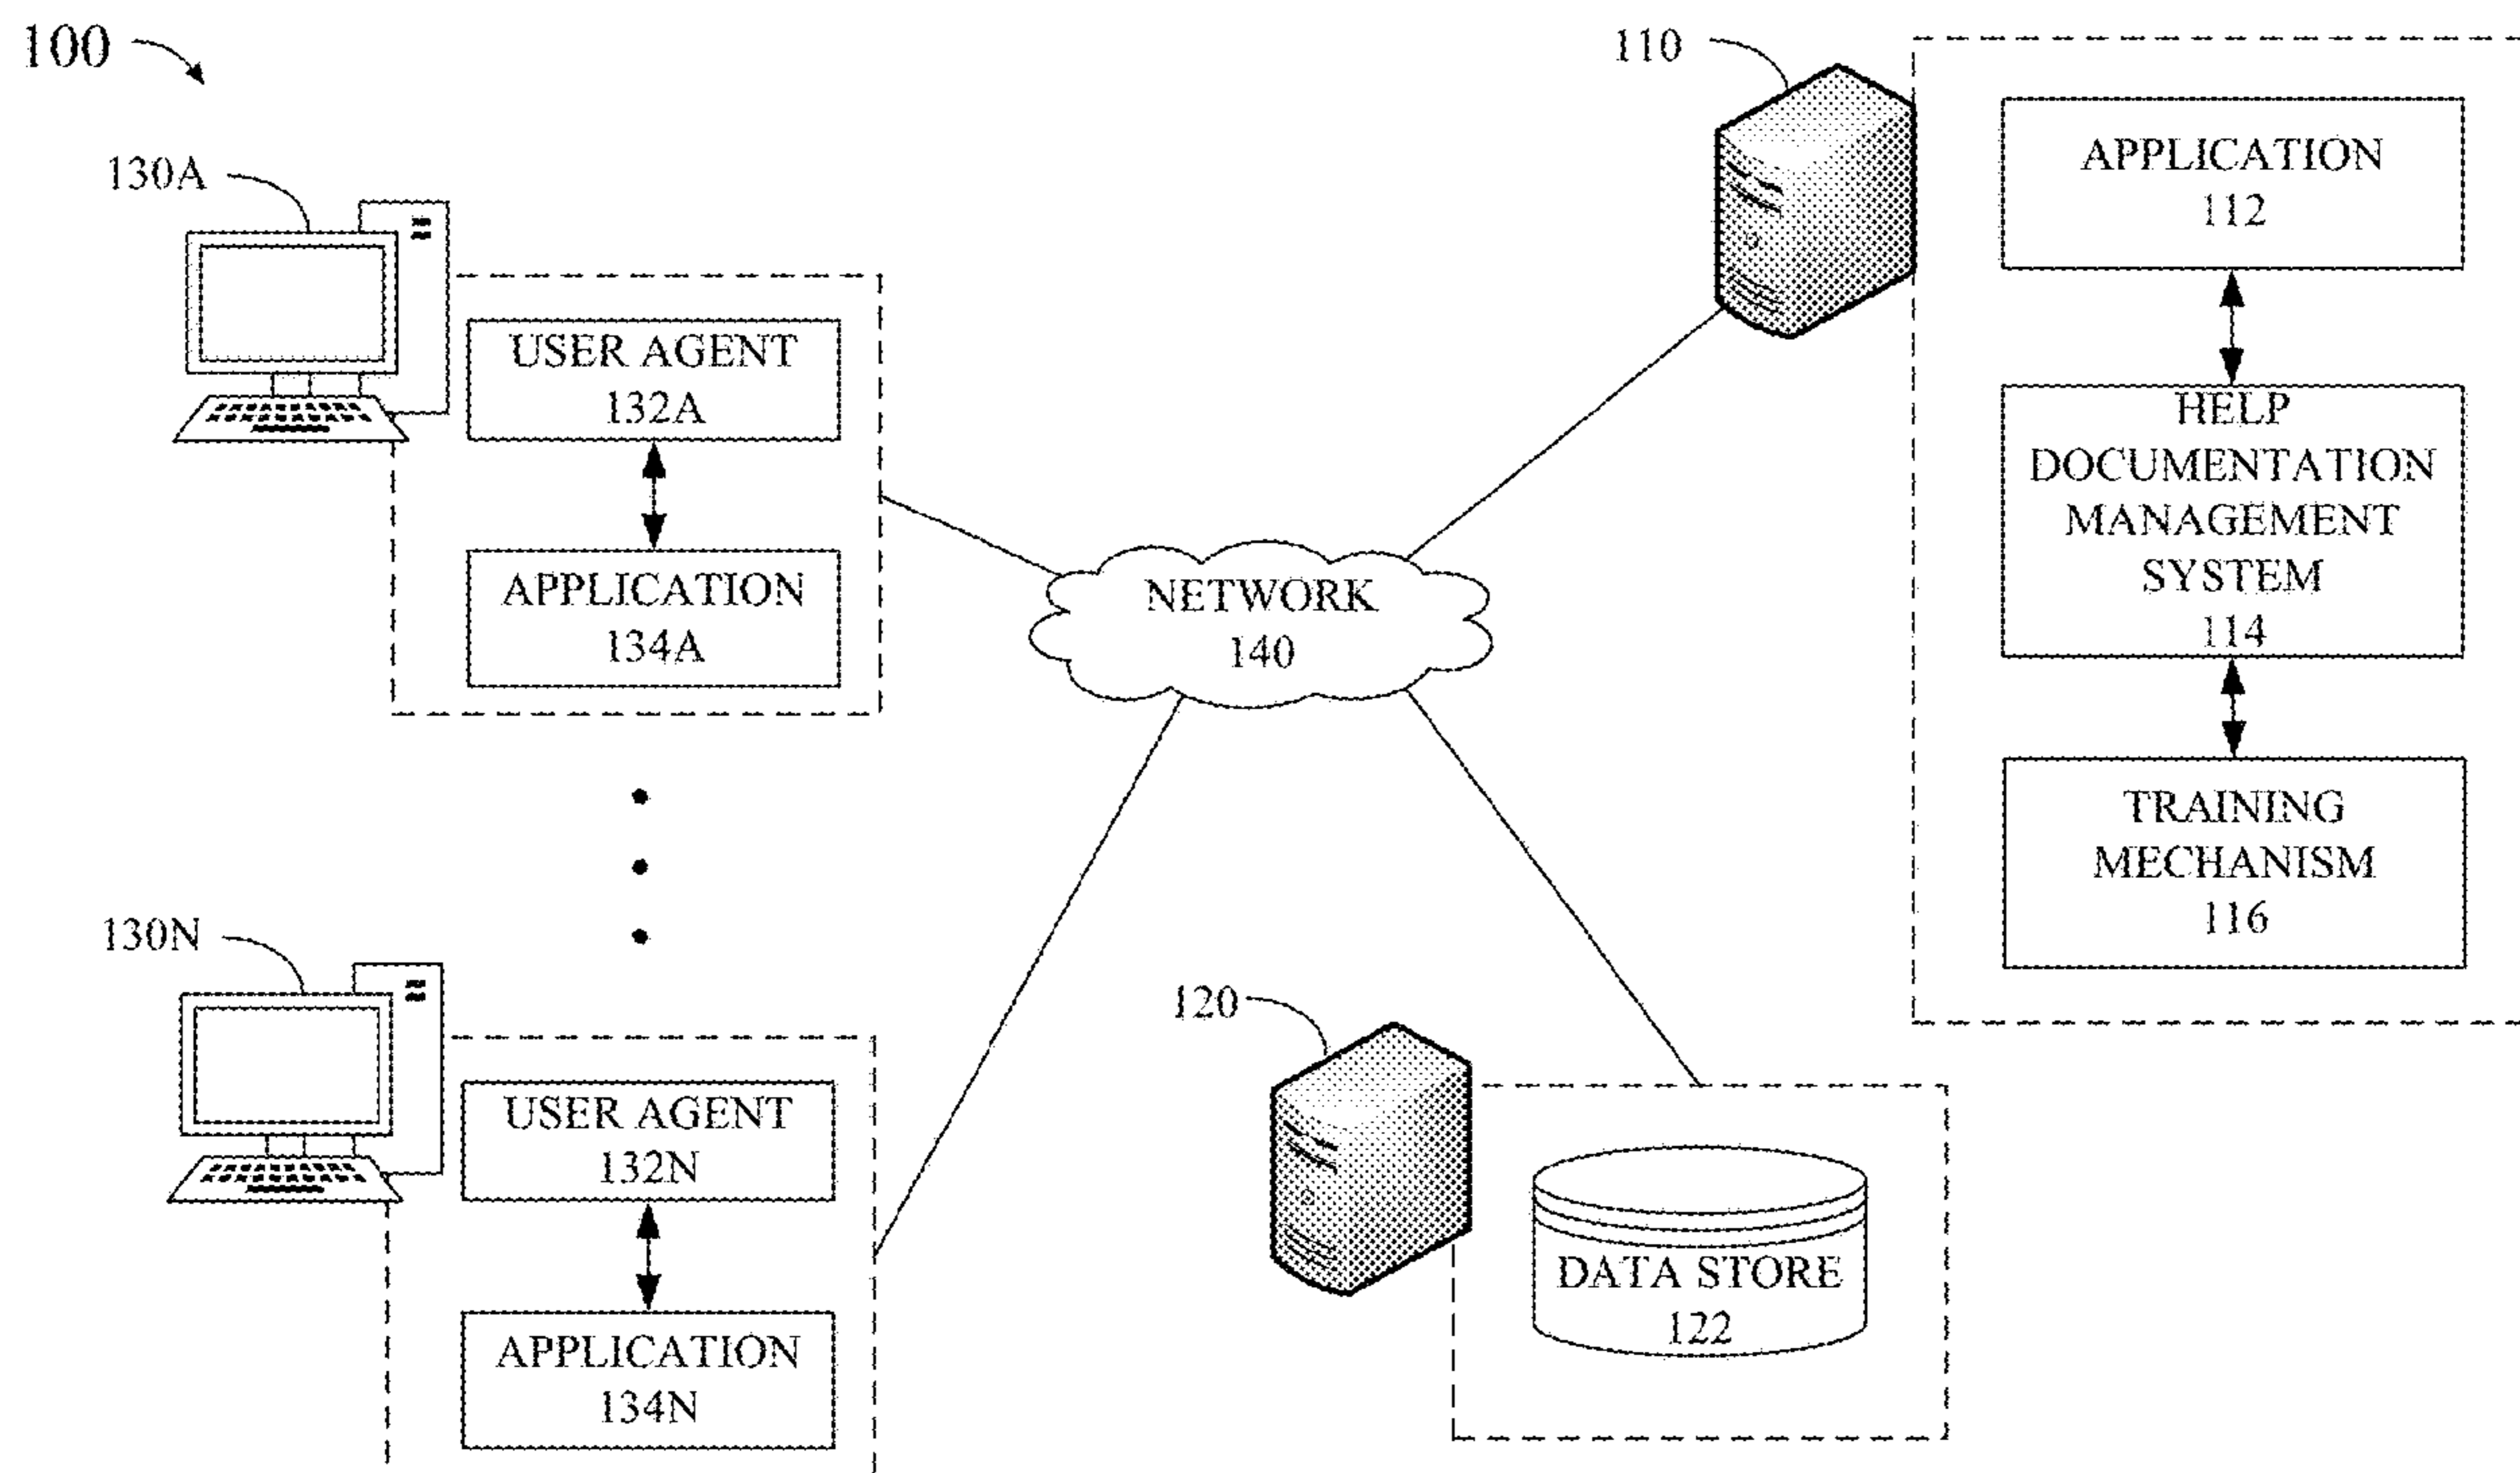 100
110
APPLICATION
112
130A
USER AGENT
132A
HELP
DOCUMENTATION
MANAGEMENT
SYSTEM
114
APPLICATION
134A
NETWORK
140
TRAINING
MECHANISM
116
130N
120
USER AGENT
132N
DATA STORE
122
APPLICATION
134N